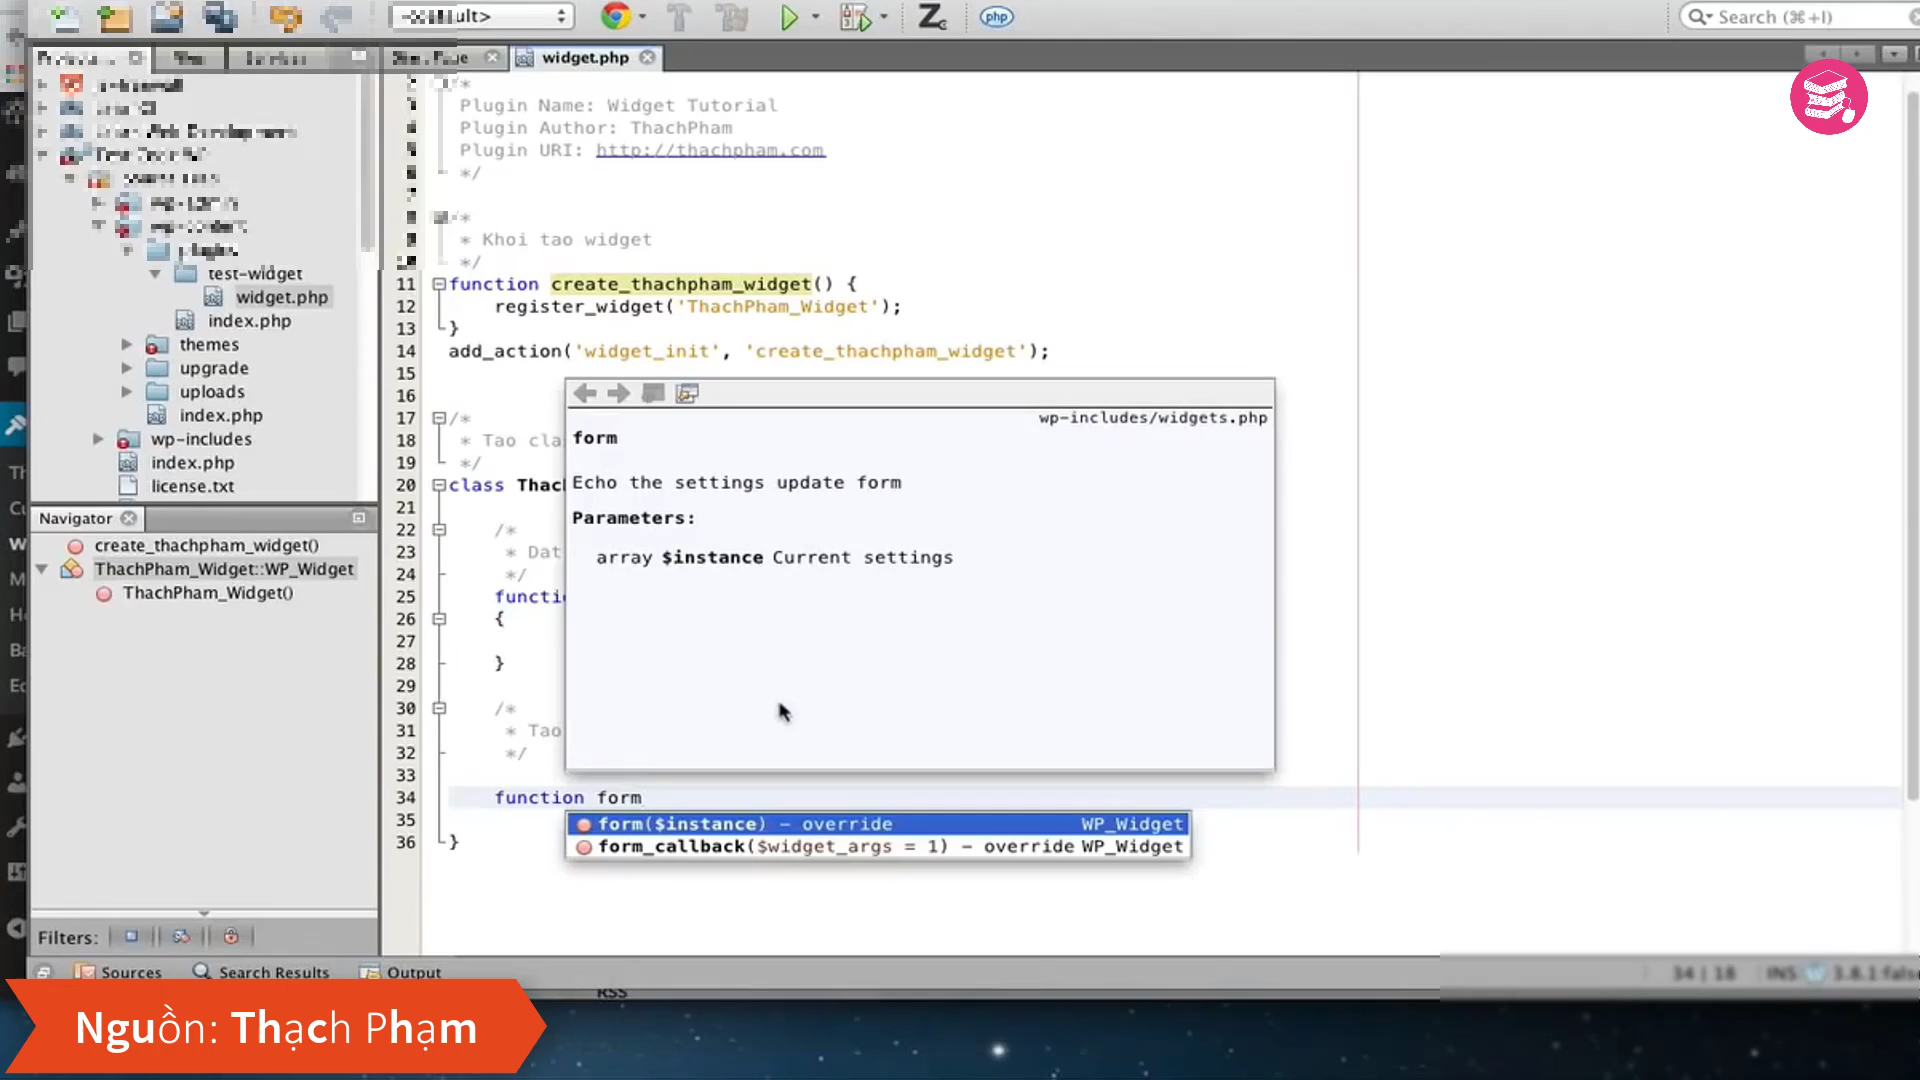 Search (⌘+I)
php
widget.php
Plugin Name: Widget Tutorial
Plugin Author: ThachPham
Plugin URI: http://thachpham.com
*/
* Khoi tao widget
*/
11 function create_thachpham_widget() {
12 register_widget('ThachPham_Widget');
13 }
14 add_action('widget_init', 'create_thachpham_widget');
15
16
17 /*
18 * Tao cla
19 */
20 class Thac
21
22 /*
23 * Dat
24 */
25 functi
26 {
27
28 }
29
30 /*
31 * Tao
32 */
33
34 function form
35
36 }
wp-includes/widgets.php
form
Echo the settings update form
Parameters:
array $instance Current settings
form($instance) – override WP_Widget
form_callback($widget_args = 1) – override WP_Widget
test-widget
widget.php
index.php
themes
upgrade
uploads
index.php
wp-includes
index.php
license.txt
Navigator
create_thachpham_widget()
ThachPham_Widget::WP_Widget
ThachPham_Widget()
Filters:
Sources
Search Results
Output
34 | 18
INS
RSS
Nguồn: Thạch Phạm